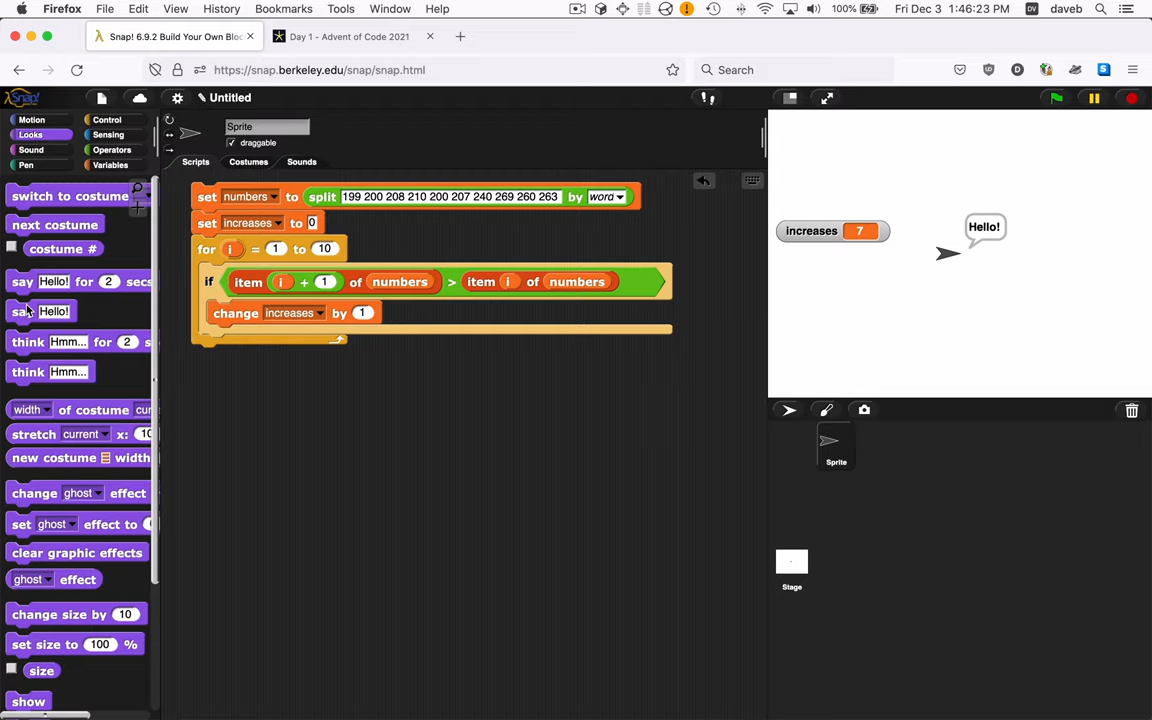 Firefox File Edit View History Bookmarks Tools Window Help 100% Fri Dec 3 1:46:23 PM DV daveb
Snap! 6.9.2 Build Your Own Blo
Day 1 - Advent of Code 2021
https://snap.berkeley.edu/snap/snap.html
Search
Snap!
Untitled
Motion
Control
Looks
Sensing
Sound
Operators
Pen
Variables
Sprite
draggable
Scripts Costumes Sounds
switch to costume
next costume
costume #
say Hello! for 2 secs
say Hello!
think Hmm... for 2 s
think Hmm...
width of costume cur
stretch current x: 10
new costume width
change ghost effect
set ghost effect to
clear graphic effects
ghost effect
change size by 10
set size to 100 %
size
show
set numbers to split 199 200 208 210 200 207 240 269 260 263 by word
set increases to 0
for i = 1 to 10
if item i + 1 of numbers > item i of numbers
change increases by 1
increases 7
Hello!
Sprite
Stage